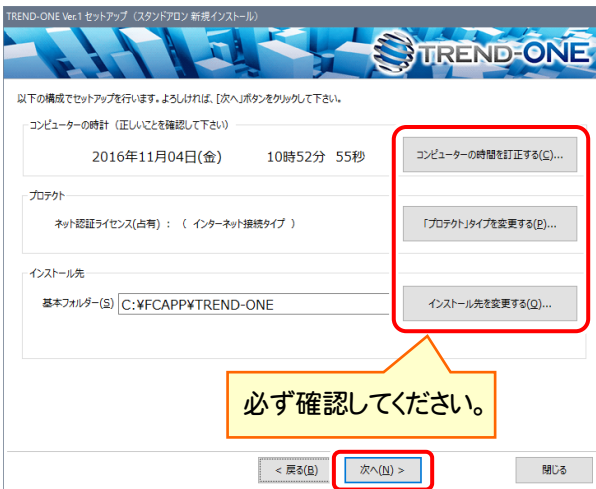 TREND-ONE Ver.1 セットアップ（スタンドアロン 新規インストール）
TREND-ONE
以下の構成でセットアップを行います。よろしければ、[次へ]ボタンをクリックして下さい。
コンピューターの時計（正しいことを確認して下さい）
2016年11月04日(金) 10時52分 55秒
コンピューターの時間を訂正する(C)...
プロテクト
ネット認証ライセンス(占有) : （ インターネット接続タイプ ）
「プロテクト」タイプを変更する(P)...
インストール先
基本フォルダー(S) C:¥FCAPP¥TREND-ONE
インストール先を変更する(O)...
必ず確認してください。
< 戻る(B) 次へ(N) > 閉じる